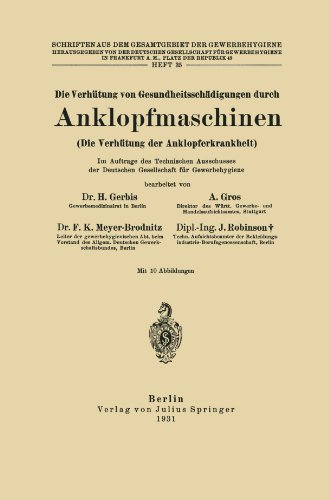 SCHRIFTEN AUS DEM GESAMTGEBIET DER GEWERBEHYGIENE
HERAUSGEGEBEN VON DER DEUTSCHEN GESELLSCHAFT FÜR GEWERBEHYGIENE
IN FRANKFURT A. M., PLATZ DER REPUBLIK 49
HEFT 35
Die Verhütung von Gesundheitsschädigungen durch
Anklopfmaschinen
(Die Verhütung der Anklopferkrankheit)
Im Auftrage des Technischen Ausschusses
der Deutschen Gesellschaft für Gewerbehygiene
bearbeitet von
Dr. H. Gerbis
Gewerbemedizinalrat in Berlin
A. Gros
Direktor des Württ. Gewerbe- und
Handelsaufsichtsamtes, Stuttgart
Dr. F. K. Meyer-Brodnitz
Leiter der gewerbehygienischen Abt. beim
Vorstand des Allgem. Deutschen Gewerk-
schaftsbundes, Berlin
Dipl.-Ing. J. Robinson†
Techn. Aufsichtsbeamter der Bekleidungs-
industrie-Berufsgenossenschaft, Berlin
Mit 10 Abbildungen
Berlin
Verlag von Julius Springer
1931